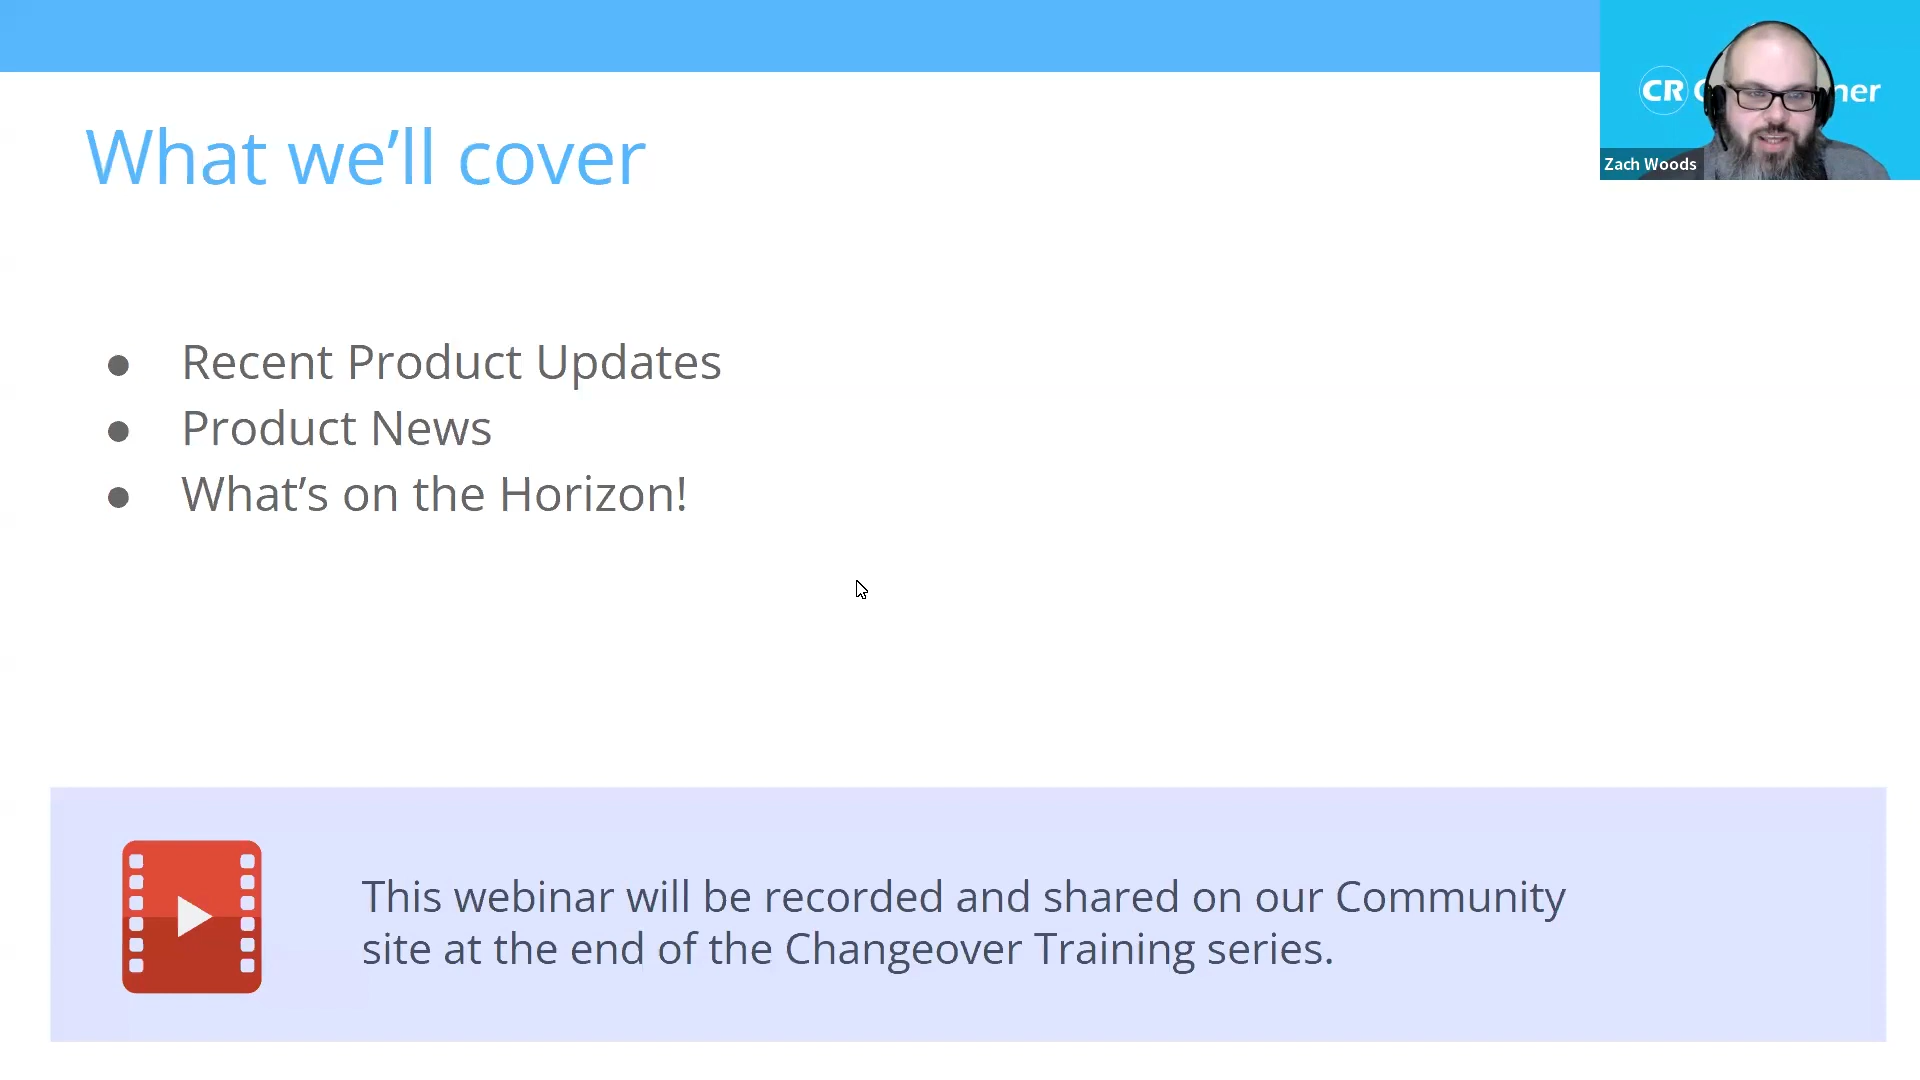 What we’ll cover
CR
ner
Zach Woods
● Recent Product Updates
● Product News
● What’s on the Horizon!
This webinar will be recorded and shared on our Community
site at the end of the Changeover Training series.